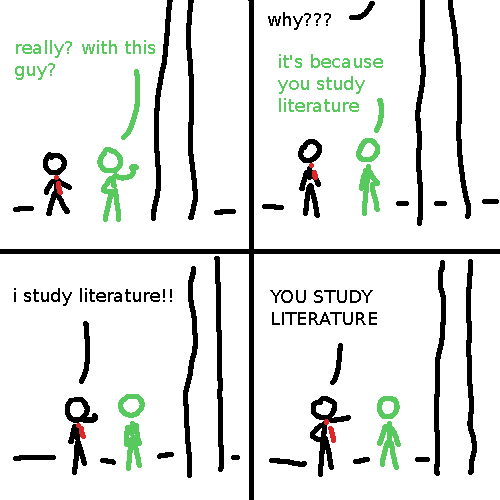 really? with this
guy?
why???
it's because
you study
literature
i study literature!!
YOU STUDY
LITERATURE